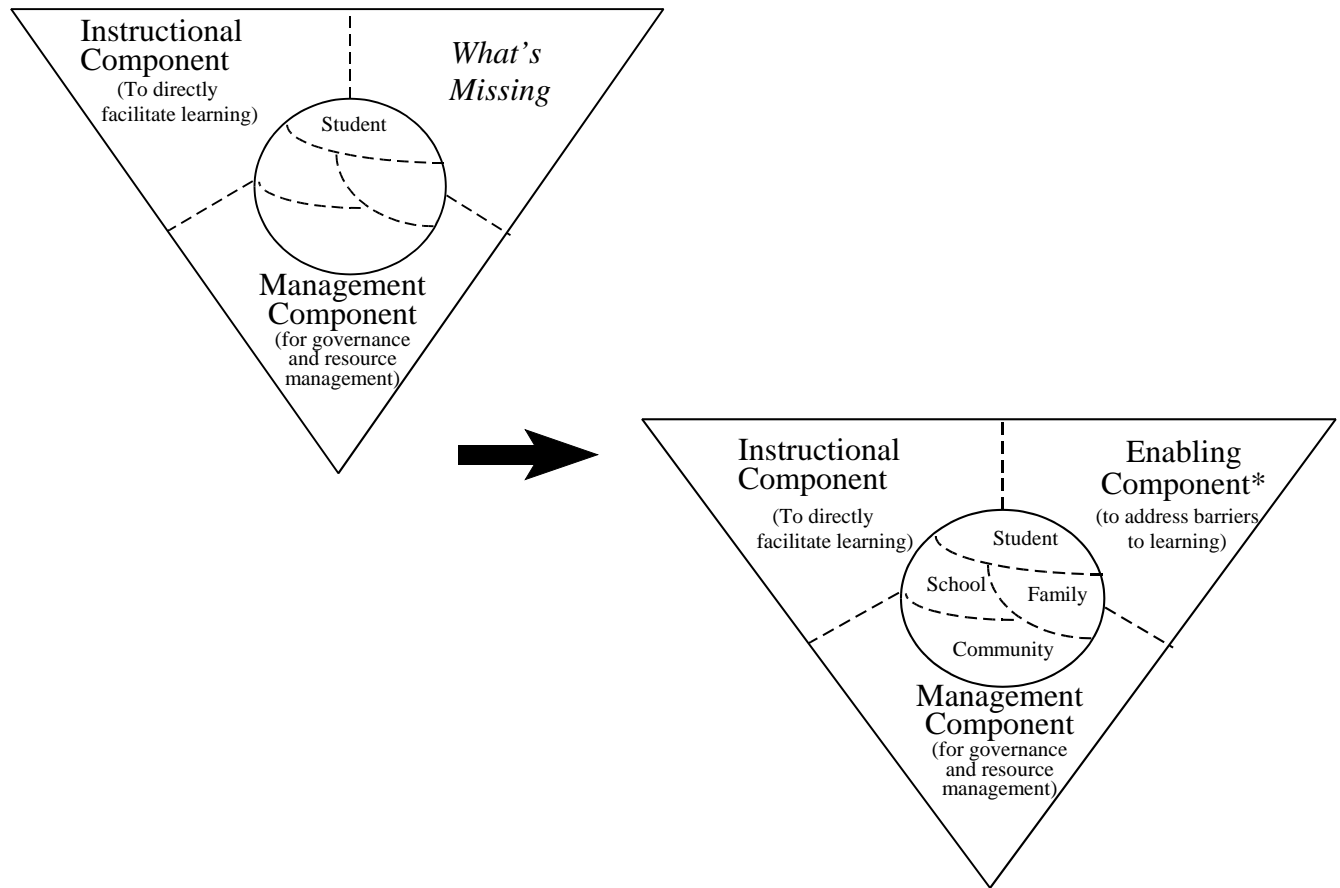 Instructional
Component
(To directly
facilitate learning)
What's
Missing
Student
Management
Component
(for governance
and resource
management)
Instructional
Component
(To directly
facilitate learning)
Enabling
Component*
(to address barriers
to learning)
Student
School
Family
Community
Management
Component
(for governance
and resource
management)